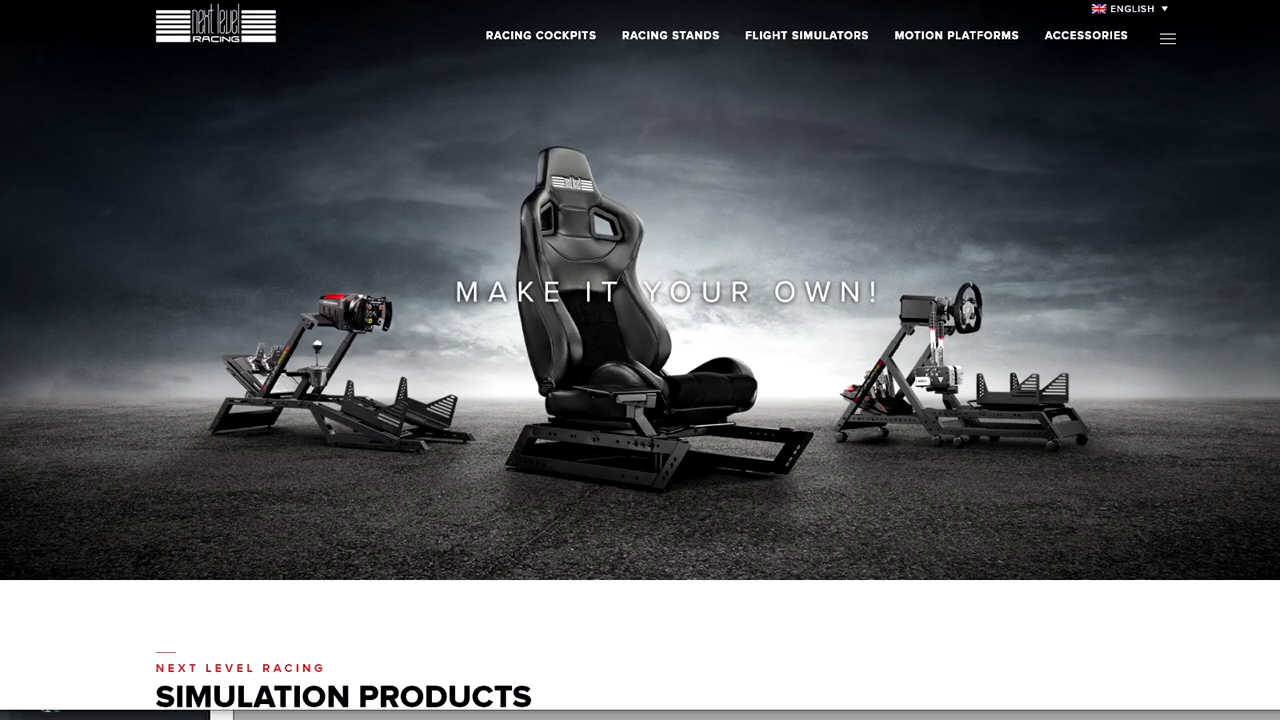 next level
RACING
ENGLISH
RACING COCKPITS
RACING STANDS
FLIGHT SIMULATORS
MOTION PLATFORMS
ACCESSORIES
MAKE IT YOUR OWN!
NEXT LEVEL RACING
SIMULATION PRODUCTS